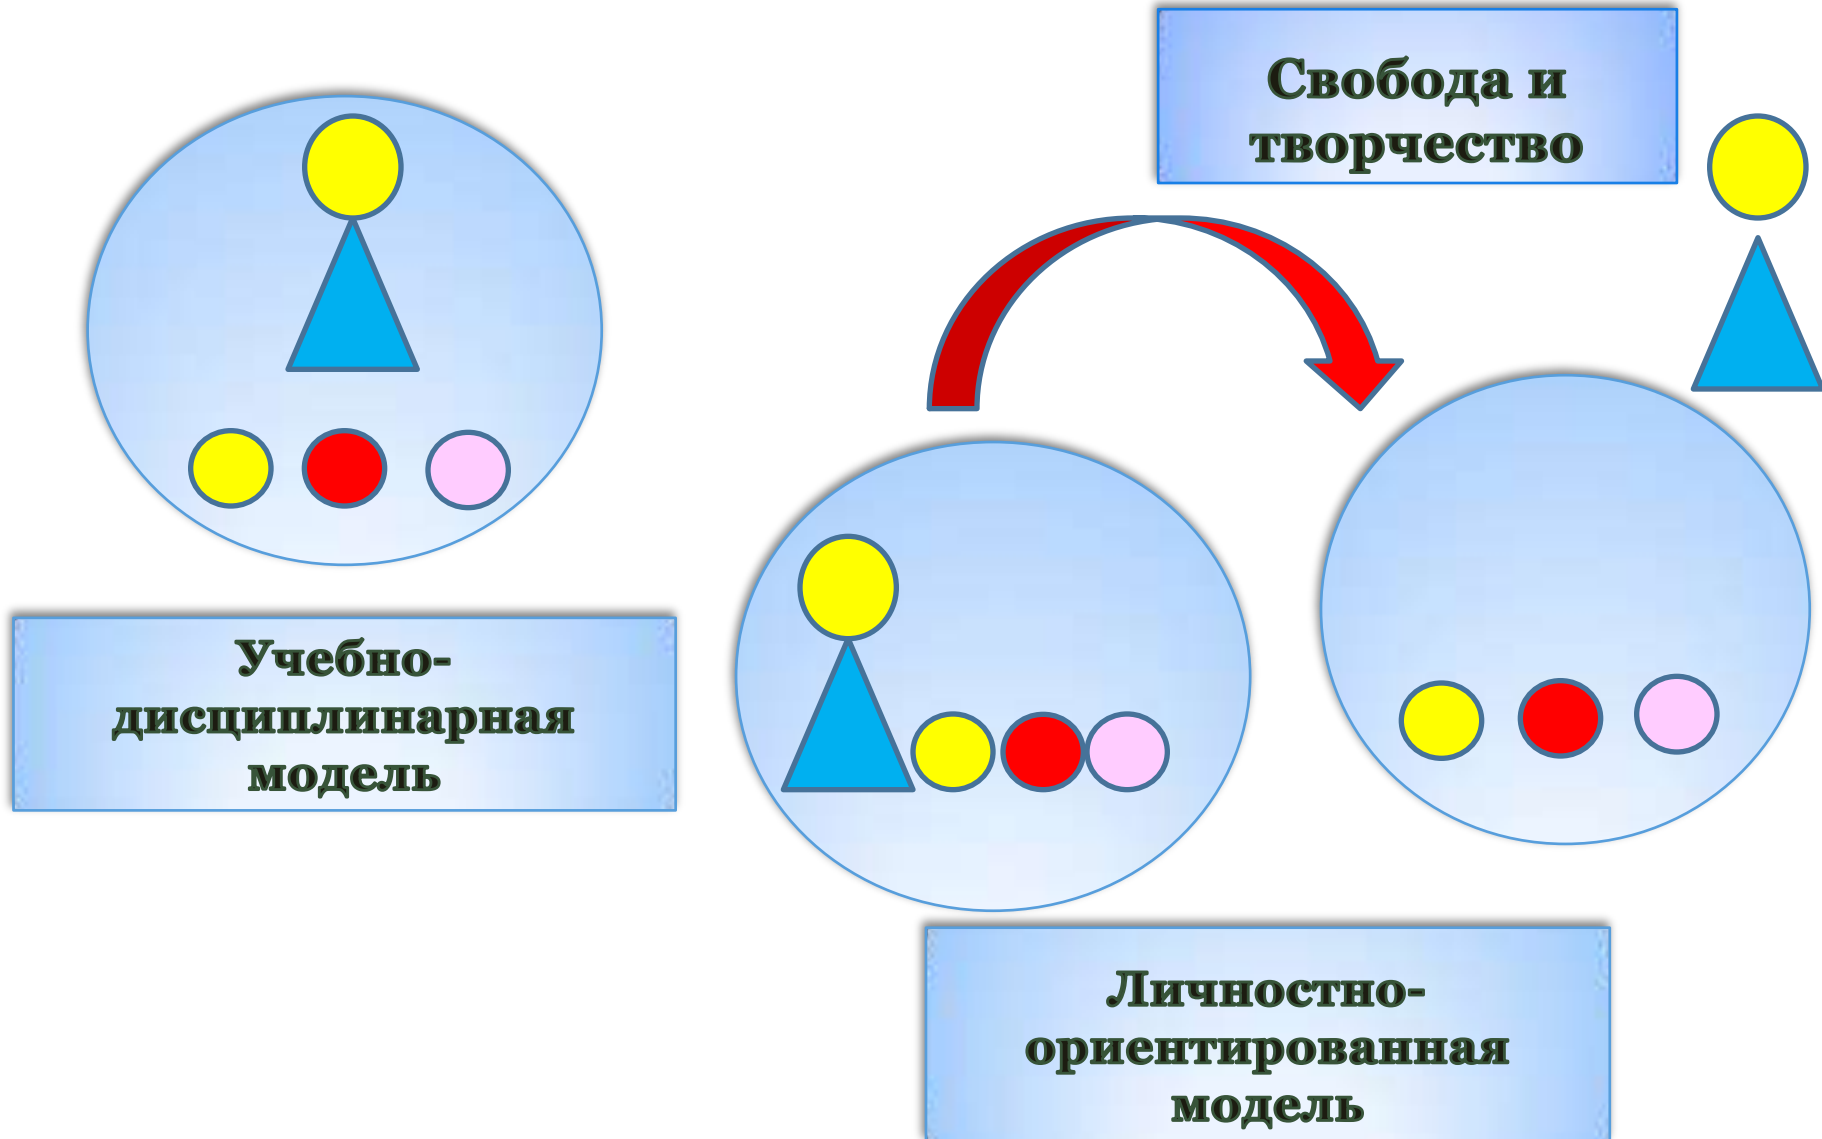 Свобода и
творчество
Учебно-
дисциплинарная
модель
Личностно-
ориентированная
модель